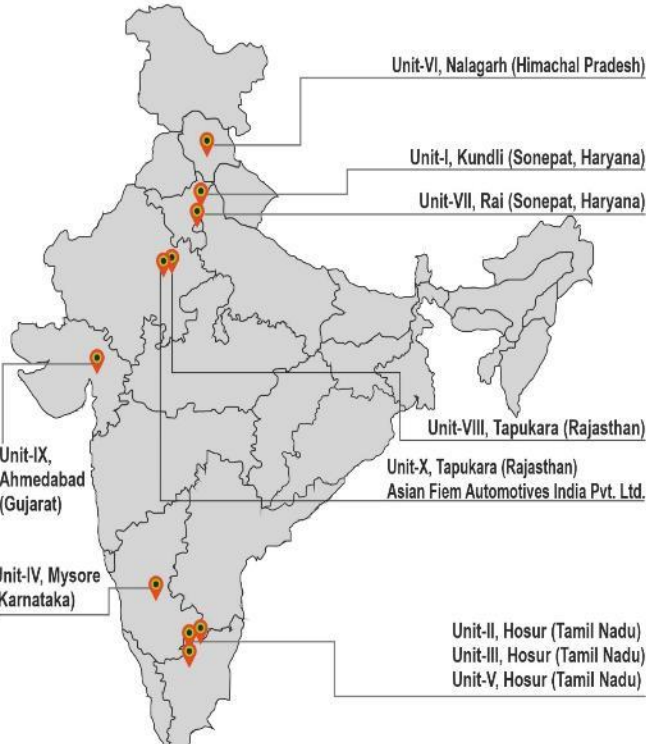 Unit-VI, Nalagarh (Himachal Pradesh)
Unit-I, Kundli (Sonepat, Haryana)
Unit-VII, Rai (Sonepat, Haryana)
Unit-VIII, Tapukara (Rajasthan)
Unit-IX,
Ahmedabad
(Gujarat)
Unit-X, Tapukara (Rajasthan)
Asian Fiem Automotives India Pvt. Ltd.
Unit-IV, Mysore
Karnataka)
Unit-II, Hosur (Tamil Nadu)
Unit-III, Hosur (Tamil Nadu)
Unit-V, Hosur (Tamil Nadu)